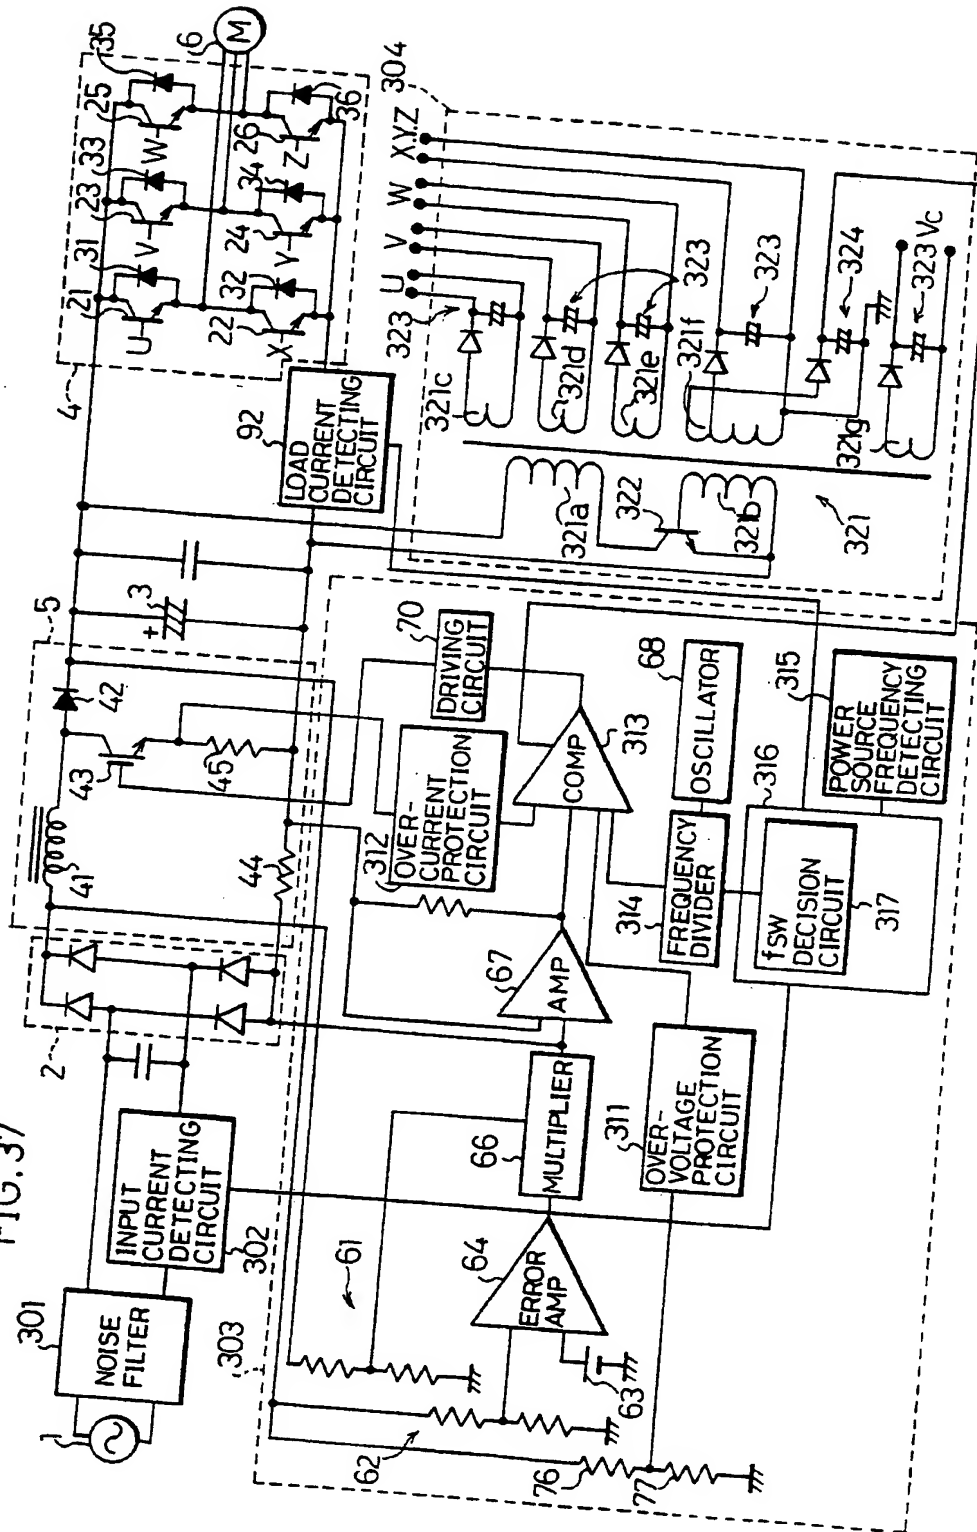 FIG.37
1
301
NOISE
FILTER
INPUT
CURRENT
DETECTING
CIRCUIT
302
2
41
43
42
5
45
44
+
3
4
U
21
31
V
23
33
W
25
35
22
X
32
24
Y
34
26
Z
36
6
M
92
LOAD
CURRENT
DETECTING
CIRCUIT
303
61
62
76
77
63
64
ERROR
AMP
66
MULTIPLIER
67
AMP
311
OVER-
VOLTAGE
PROTECTION
CIRCUIT
312
OVER-
CURRENT
PROTECTION
CIRCUIT
70
DRIVING
CIRCUIT
COMP
313
314
FREQUENCY
DIVIDER
68
OSCILLATOR
315
POWER
SOURCE
FREQUENCY
DETECTING
CIRCUIT
316
fSW
DECISION
CIRCUIT
317
304
U
V
W
X,Y,Z
323
321c
321d
321e
323
321f
323
324
321g
323
Vc
321a
322
321b
321